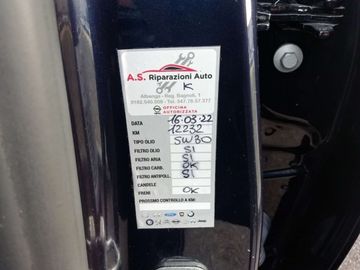 A.S. Riparazioni Auto
K
Albenga - Reg. Bagnoli, 1
OFFICINA
AUTORIZZATA
DATA 16.03.22
KM 12232
TIPO OLIO 5W30
FILTRO OLIO SI
FILTRO ARIA SI
FILTRO CARB. OK
FILTRO ANTIPOLL. SI
CANDELE
FRENI OK
PROSSIMO CONTROLLO A KM: